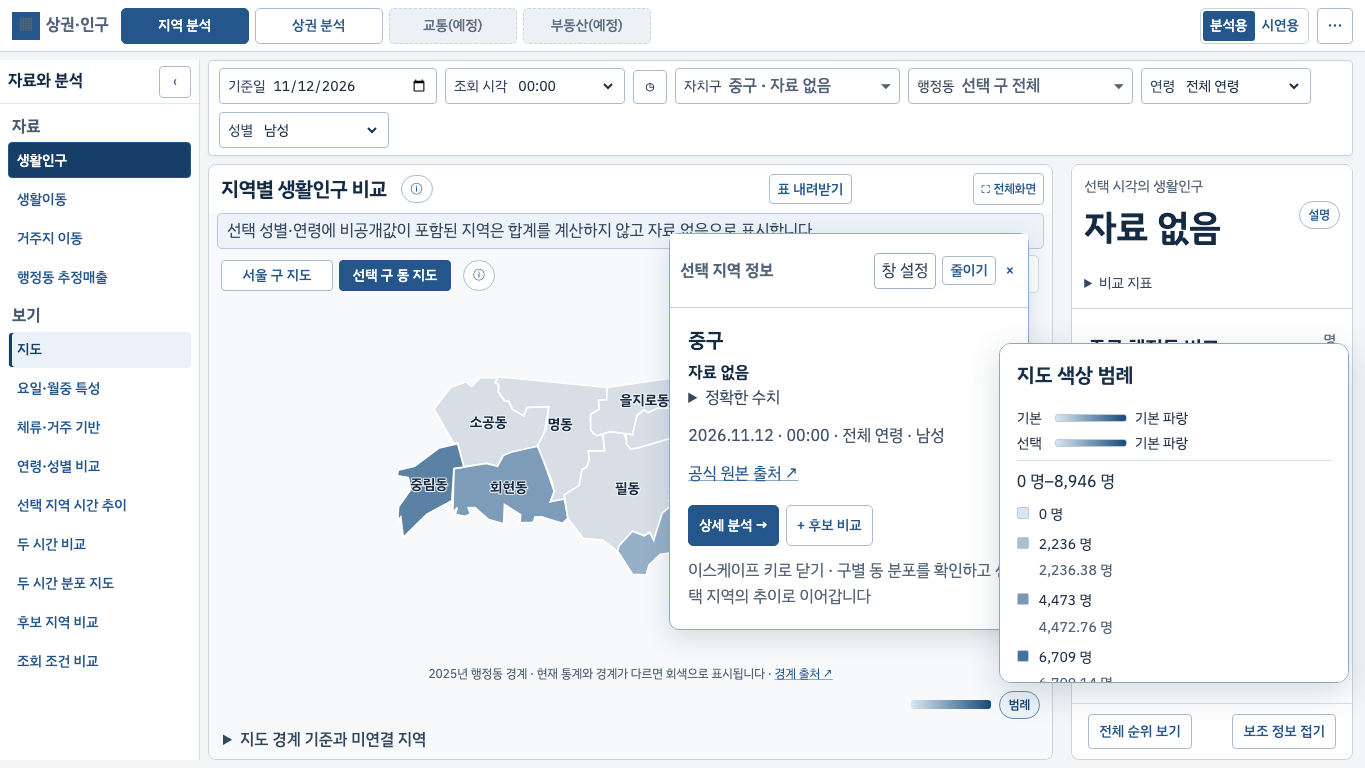 상권·인구
지역 분석
상권 분석
교통(예정)
부동산(예정)
분석용
시연용
···
자료와 분석
‹
자료
생활인구
생활이동
거주지 이동
행정동 추정매출
보기
지도
요일·월중 특성
체류·거주 기반
연령·성별 비교
선택 지역 시간 추이
두 시간 비교
두 시간 분포 지도
후보 지역 비교
조회 조건 비교
기준일 11/12/2026
조회 시각 00:00
자치구 중구 · 자료 없음
행정동 선택 구 전체
연령 전체 연령
성별 남성
지역별 생활인구 비교
ⓘ
표 내려받기
전체화면
선택 성별·연령에 비공개값이 포함된 지역은 합계를 계산하지 않고 자료 없음으로 표시합니다
서울 구 지도
선택 구 동 지도
ⓘ
소공동
명동
을지로동
중림동
회현동
필동
2025년 행정동 경계 · 현재 통계와 경계가 다르면 회색으로 표시됩니다 · 경계 출처 ↗
범례
▶ 지도 경계 기준과 미연결 지역
선택 지역 정보
창 설정
줄이기
×
중구
자료 없음
▶ 정확한 수치
2026.11.12 · 00:00 · 전체 연령 · 남성
공식 원본 출처 ↗
상세 분석 →
+ 후보 비교
이스케이프 키로 닫기 · 구별 동 분포를 확인하고 선
택 지역의 추이로 이어갑니다
선택 시각의 생활인구
자료 없음
설명
▶ 비교 지표
명
지도 색상 범례
기본 기본 파랑
선택 기본 파랑
0 명–8,946 명
0 명
2,236 명
2,236.38 명
4,473 명
4,472.76 명
6,709 명
6,709.14 명
전체 순위 보기
보조 정보 접기